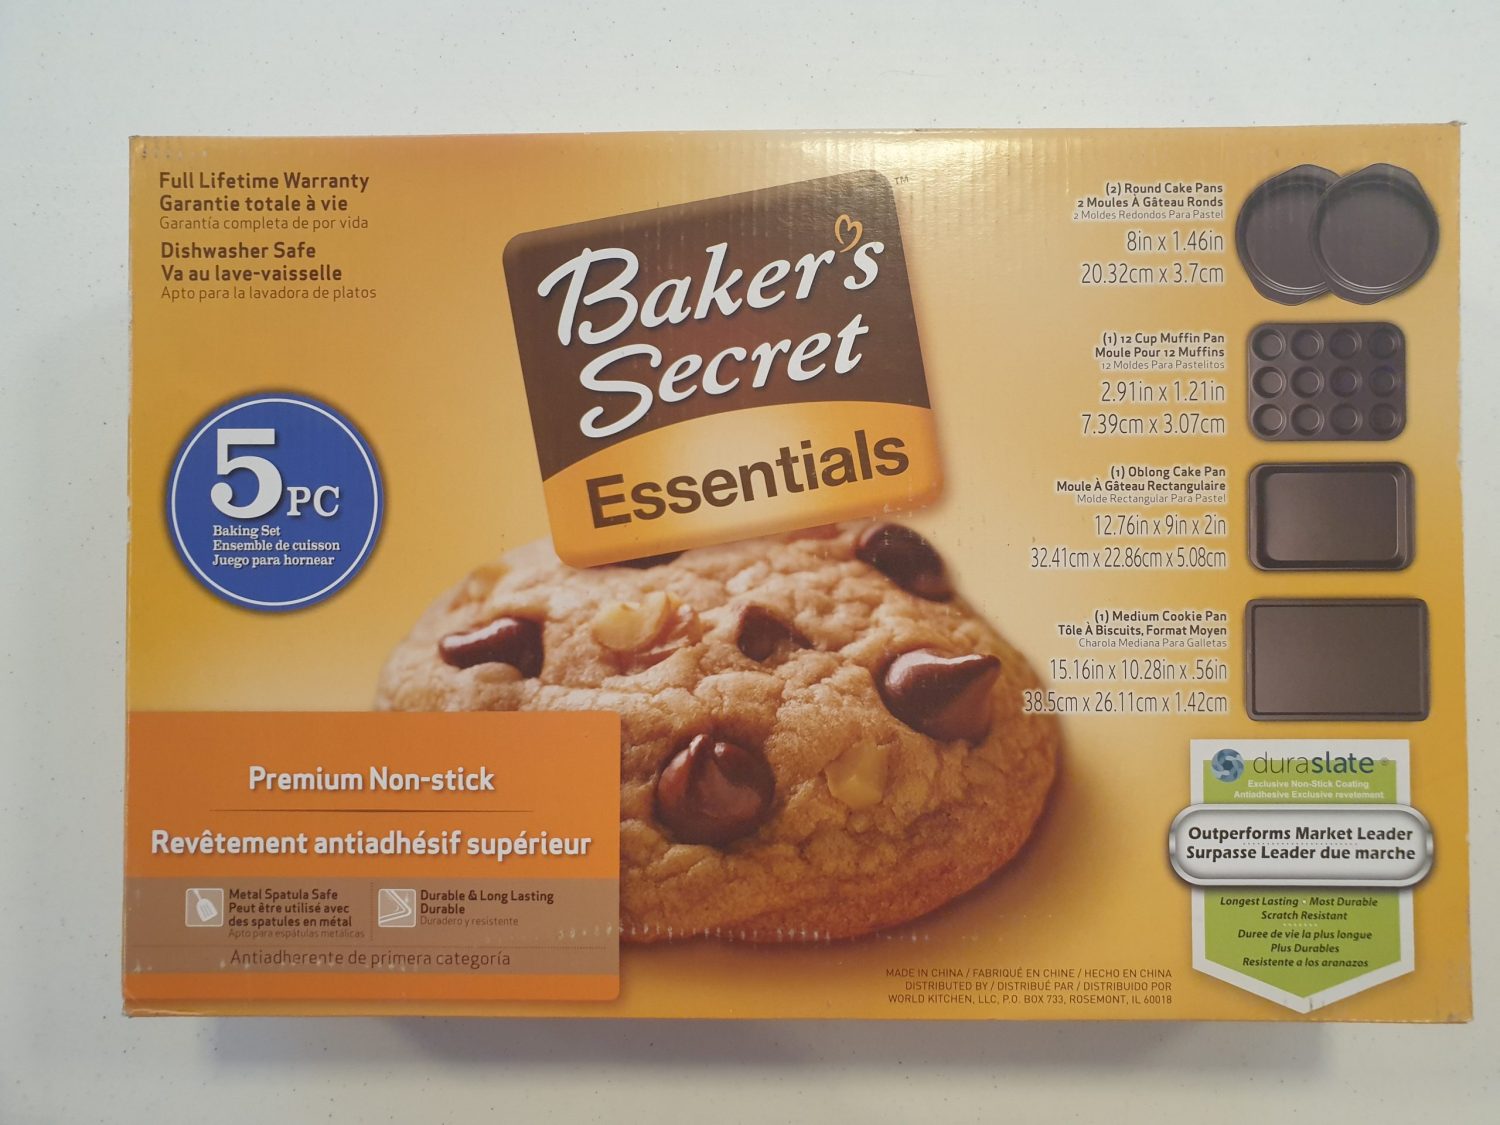 Full Lifetime Warranty
Garantie totale à vie
Garantía completa de por vida
Dishwasher Safe
Va au lave-vaisselle
Apto para la lavadora de platos
5 PC
Baking Set
Ensemble de cuisson
Juego para hornear
Baker's
Secret
Essentials
TM
(2) Round Cake Pans
2 Moules À Gâteau Ronds
2 Moldes Redondos Para Pastel
8in x 1.46in
20.32cm x 3.7cm
(1) 12 Cup Muffin Pan
Moule Pour 12 Muffins
12 Moldes Para Pastelitos
2.91in x 1.21in
7.39cm x 3.07cm
(1) Oblong Cake Pan
Moule À Gâteau Rectangulaire
Molde Rectangular Para Pastel
12.76in x 9in x 2in
32.41cm x 22.86cm x 5.08cm
(1) Medium Cookie Pan
Tôle À Biscuits, Format Moyen
Charola Mediana Para Galletas
15.16in x 10.28in x .56in
38.5cm x 26.11cm x 1.42cm
Premium Non-stick
Revêtement antiadhésif supérieur
Metal Spatula Safe
Peut être utilisé avec
des spatules en métal
Apto para espátulas metálicas
Durable & Long Lasting
Durable
Duradero y resistente
Antiadherente de primera categoría
duraslate®
Exclusive Non-Stick Coating
Antiadhesive Exclusive revetement
Outperforms Market Leader
Surpasse Leader due marche
Longest Lasting • Most Durable
Scratch Resistant
Duree de vie la plus longue
Plus Durables
Resistente a los aranazos
MADE IN CHINA / FABRIQUÉ EN CHINE / HECHO EN CHINA
DISTRIBUTED BY / DISTRIBUÉ PAR / DISTRIBUIDO POR
WORLD KITCHEN, LLC, P.O. BOX 733, ROSEMONT, IL 60018